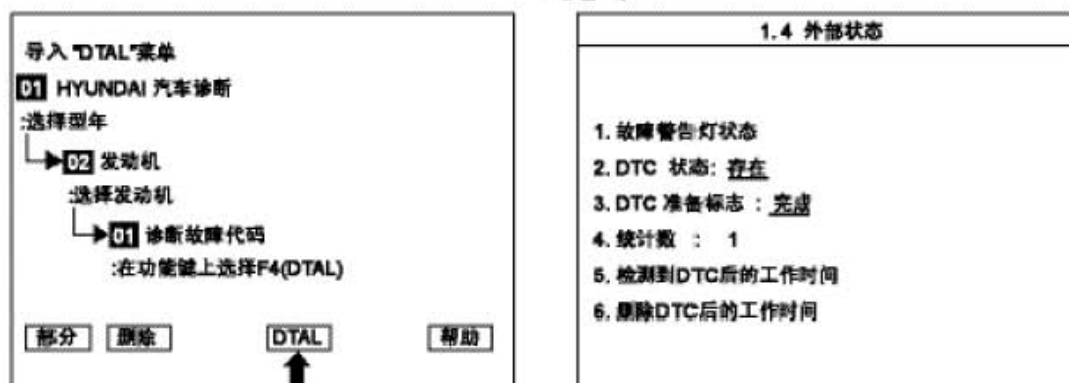 导入"DTAL"菜单
01 HYUNDAI 汽车诊断
:选择型年
02 发动机
:选择发动机
01 诊断故障代码
:在功能键上选择F4(DTAL)
部分 删除 DTAL 帮助
1.4 外部状态
1. 故障警告灯状态
2. DTC 状态: 存在
3. DTC 准备标志 : 完成
4. 统计数 : 1
5. 检测到DTC后的工作时间
6. 删除DTC后的工作时间